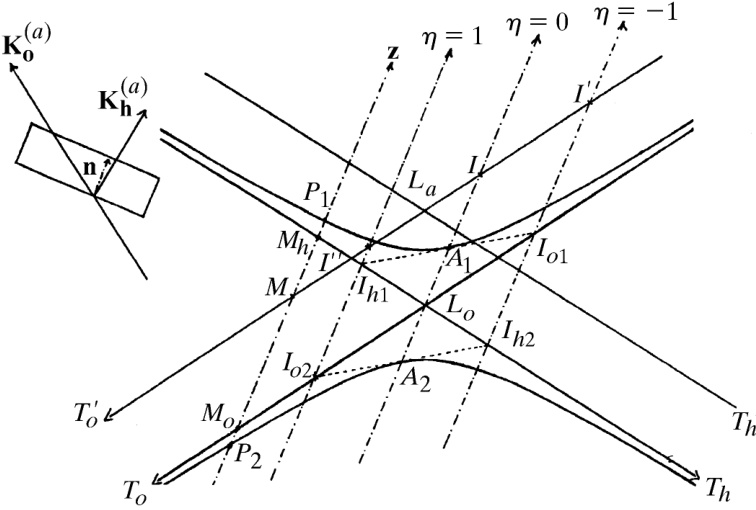 K_o^(a)
K_h^(a)
n
z
η = 1
η = 0
η = −1
I'
I
L_a
P_1
M_h
I''
I_h1
A_1
I_o1
M
L_o
I_h2
I_o2
A_2
T_o'
M_o
P_2
T_h
T_o
T_h